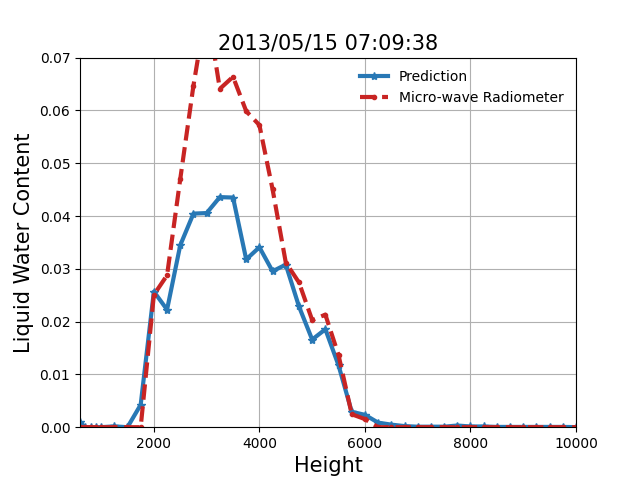 2013/05/15 07:09:38
Prediction
Micro-wave Radiometer
Liquid Water Content
0.07
0.06
0.05
0.04
0.03
0.02
0.01
0.00
2000 4000 6000 8000 10000
Height